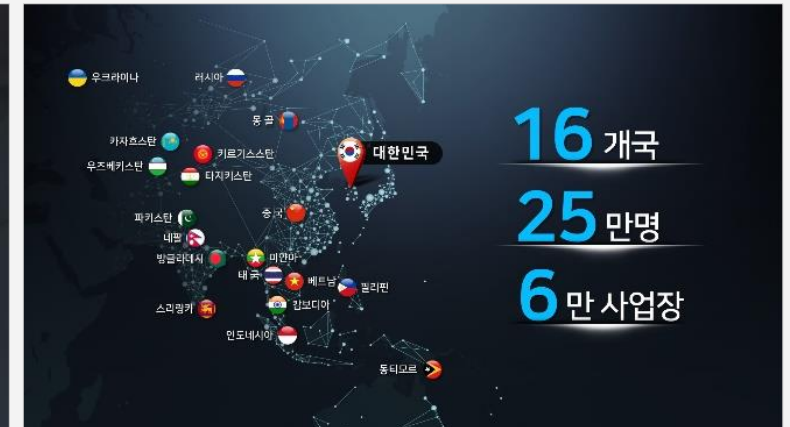 우크라이나
러시아
몽골
카자흐스탄
키르기스스탄
대한민국
우즈베키스탄
타지키스탄
파키스탄
중국
네팔
방글라데시
미얀마
태국
베트남
필리핀
스리랑카
캄보디아
인도네시아
동티모르
16 개국
25 만명
6 만 사업장